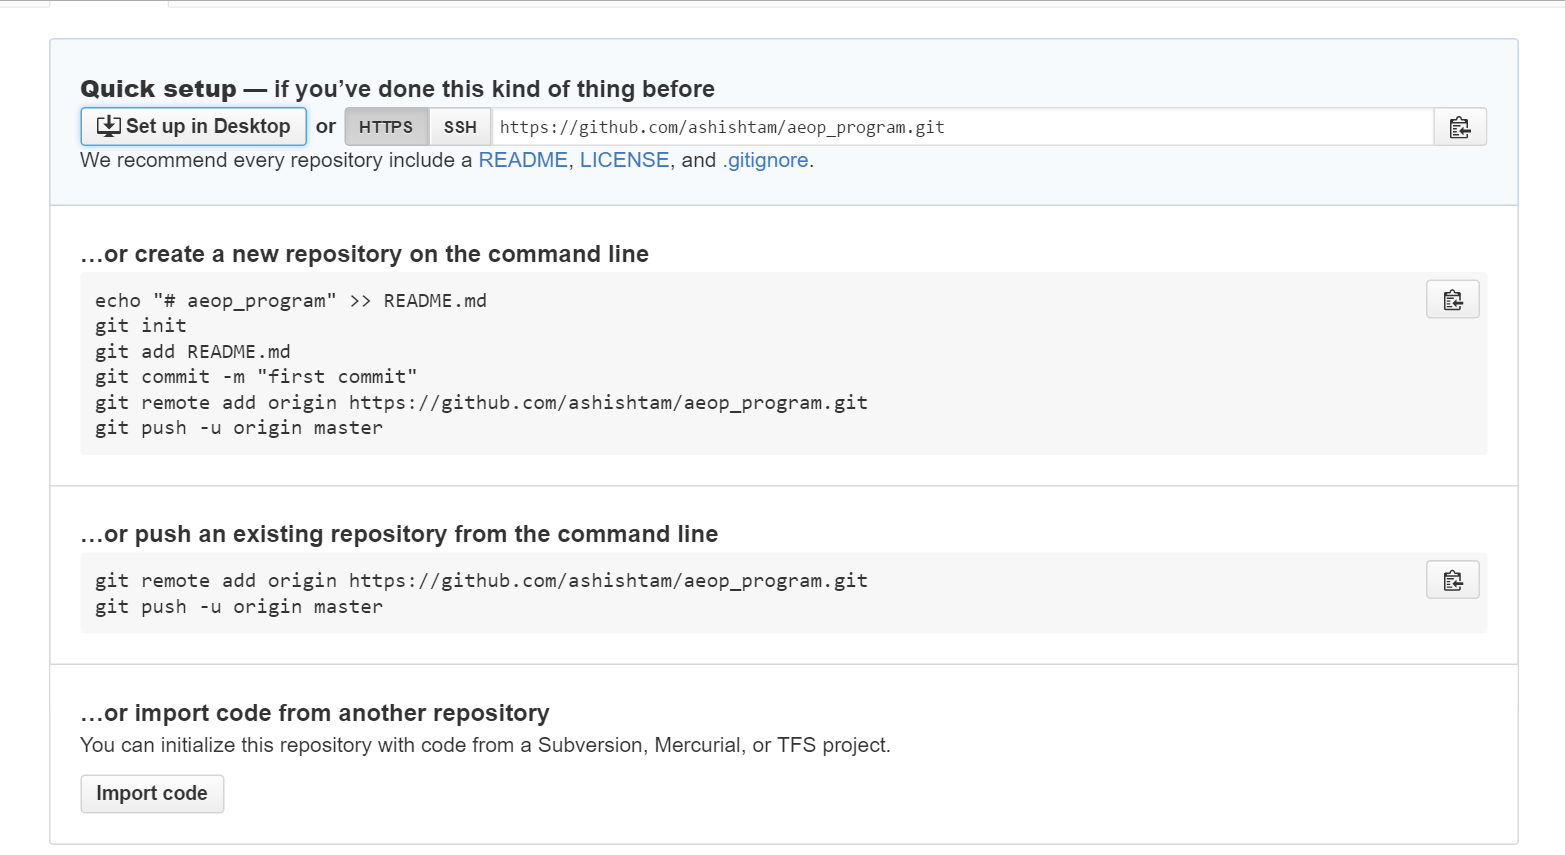 Quick setup — if you’ve done this kind of thing before
Set up in Desktop or HTTPS SSH https://github.com/ashishtam/aeop_program.git
We recommend every repository include a README, LICENSE, and .gitignore.
…or create a new repository on the command line
echo "# aeop_program" >> README.md
git init
git add README.md
git commit -m "first commit"
git remote add origin https://github.com/ashishtam/aeop_program.git
git push -u origin master
…or push an existing repository from the command line
git remote add origin https://github.com/ashishtam/aeop_program.git
git push -u origin master
…or import code from another repository
You can initialize this repository with code from a Subversion, Mercurial, or TFS project.
Import code